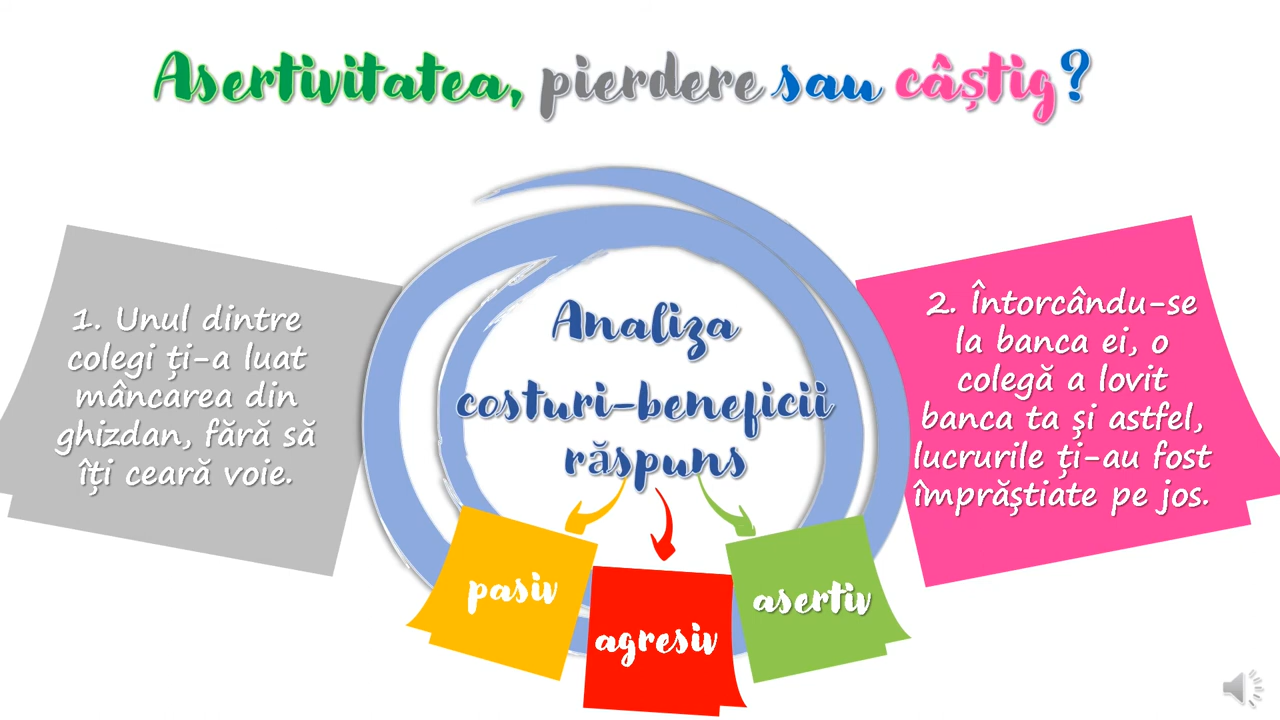 Asertivitatea, pierdere sau câștig?
1. Unul dintre
colegi ți-a luat
mâncarea din
ghizdan, fără să
îți ceară voie.
Analiza
costuri-beneficii
răspuns
pasiv
agresiv
asertiv
2. Întorcându-se
la banca ei, o
colegă a lovit
banca ta și astfel,
lucrurile ți-au fost
împrăștiate pe jos.